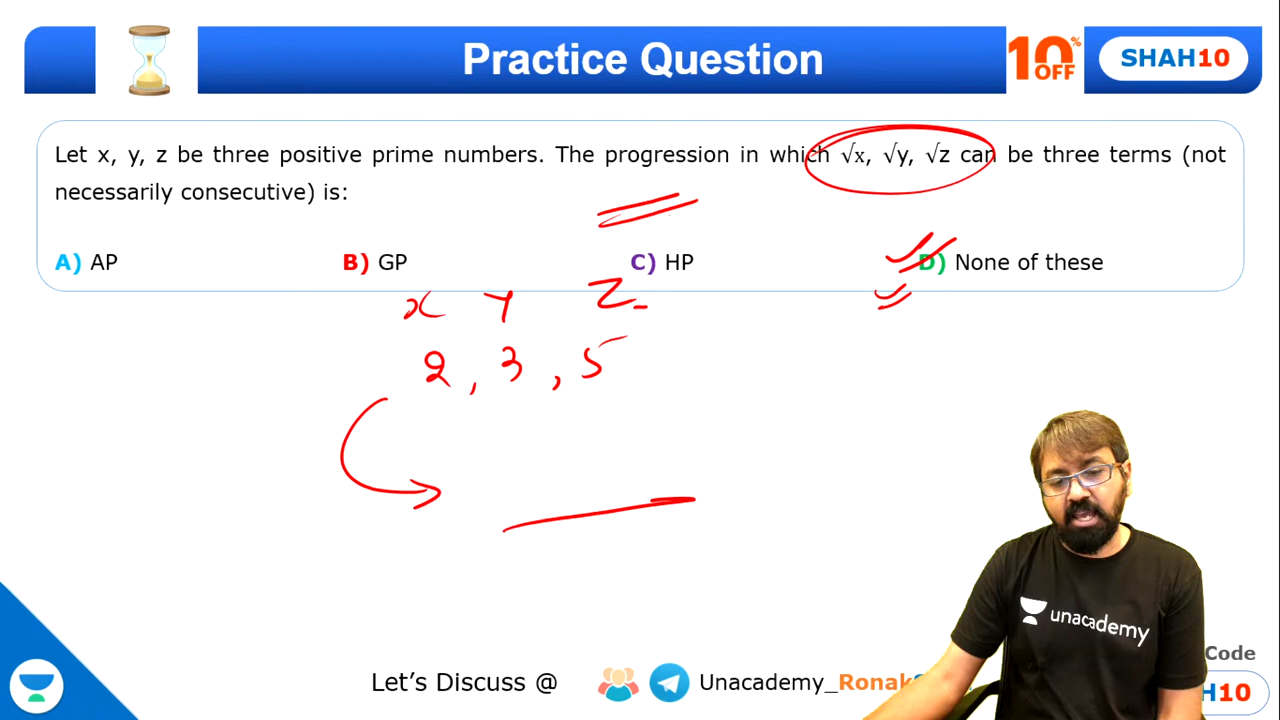 Practice Question
10% OFF
SHAH10
Let x, y, z be three positive prime numbers. The progression in which √x, √y, √z can be three terms (not
necessarily consecutive) is:
A) AP
B) GP
C) HP
D) None of these
x y z
2, 3, 5
unacademy
Code
H10
Let's Discuss @
Unacademy_Ronak